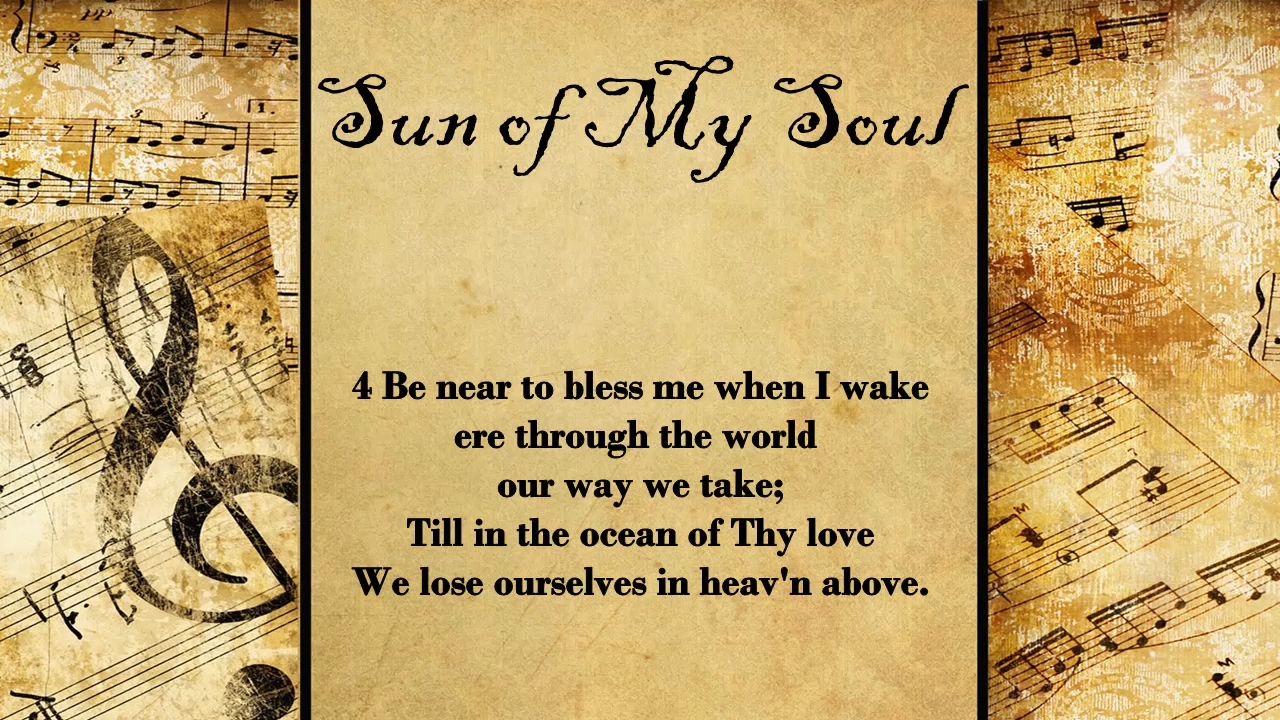 Sun of My Soul
4 Be near to bless me when I wake
ere through the world
our way we take;
Till in the ocean of Thy love
We lose ourselves in heav'n above.